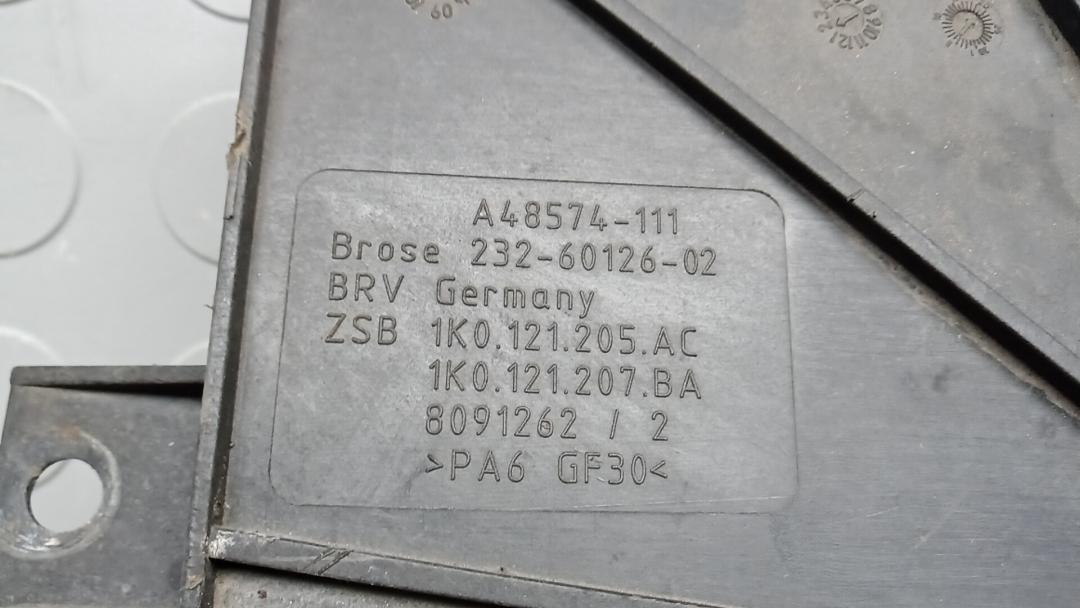 A48574-111
Brose 232-60126-02
BRV Germany
ZSB 1K0.121.205.AC
1K0.121.207.BA
8091262 / 2
>PA6 GF30<